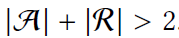 |𝒜| + |ℛ| > 2.